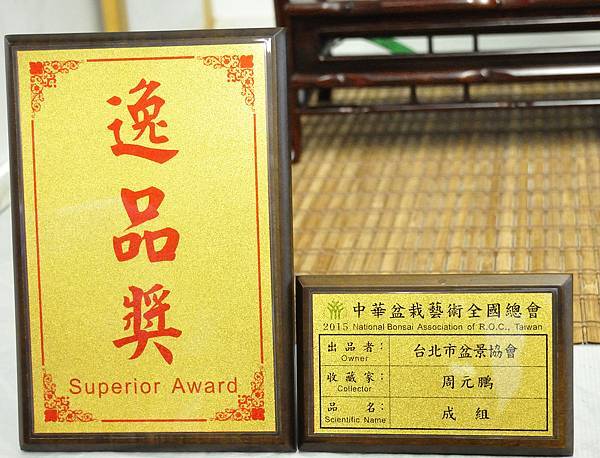 逸品獎
Superior Award
中華盆栽藝術全國總會
2015 National Bonsai Association of R.O.C., Taiwan
出品者： 台北市盆景協會
Owner
收藏家： 周元鵬
Collector
品名： 成組
Scientific Name